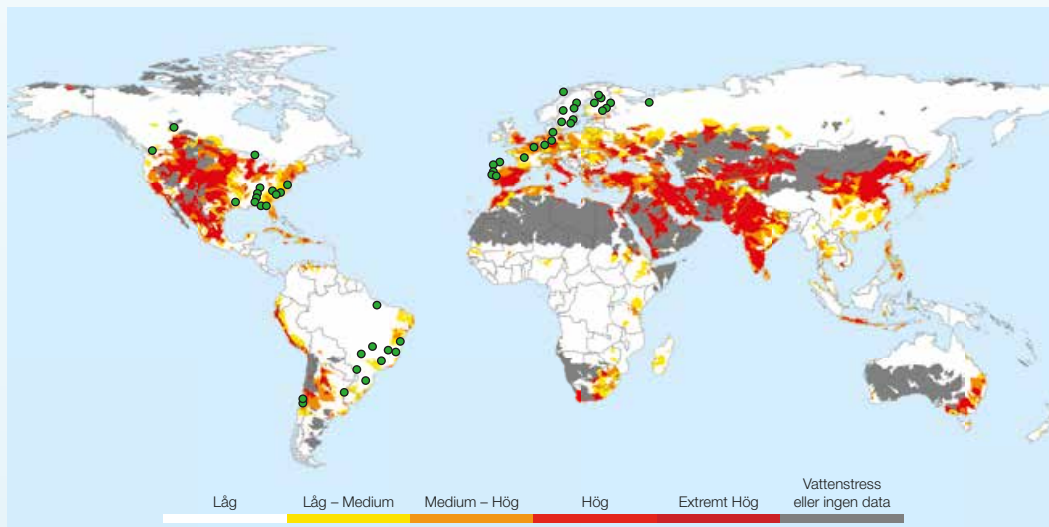 Låg
Låg – Medium
Medium – Hög
Hög
Extremt Hög
Vattenstress
eller ingen data